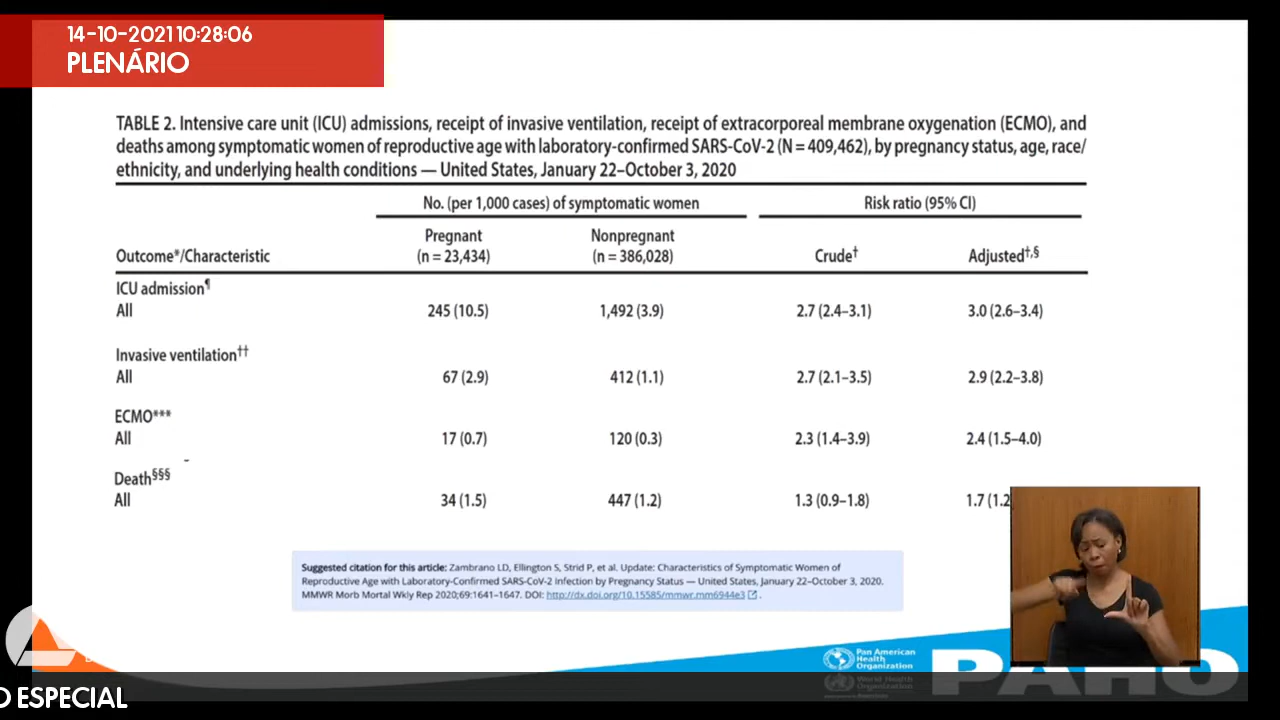 14-10-2021 10:28:06
PLENÁRIO
TABLE 2. Intensive care unit (ICU) admissions, receipt of invasive ventilation, receipt of extracorporeal membrane oxygenation (ECMO), and
deaths among symptomatic women of reproductive age with laboratory-confirmed SARS-CoV-2 (N = 409,462), by pregnancy status, age, race/
ethnicity, and underlying health conditions — United States, January 22–October 3, 2020
No. (per 1,000 cases) of symptomatic women Risk ratio (95% CI)
Pregnant Nonpregnant
Outcome*/Characteristic (n = 23,434) (n = 386,028) Crude† Adjusted†,§
ICU admission¶
All 245 (10.5) 1,492 (3.9) 2.7 (2.4–3.1) 3.0 (2.6–3.4)
Invasive ventilation††
All 67 (2.9) 412 (1.1) 2.7 (2.1–3.5) 2.9 (2.2–3.8)
ECMO***
All 17 (0.7) 120 (0.3) 2.3 (1.4–3.9) 2.4 (1.5–4.0)
Death§§§
All 34 (1.5) 447 (1.2) 1.3 (0.9–1.8) 1.7 (1.2
Suggested citation for this article: Zambrano LD, Ellington S, Strid P, et al. Update: Characteristics of Symptomatic Women of
Reproductive Age with Laboratory-Confirmed SARS-CoV-2 Infection by Pregnancy Status — United States, January 22–October 3, 2020.
MMWR Morb Mortal Wkly Rep 2020;69:1641–1647. DOI: http://dx.doi.org/10.15585/mmwr.mm6944e3 .
Pan American
Health
Organization
World Health
Organization
PAHO
O ESPECIAL